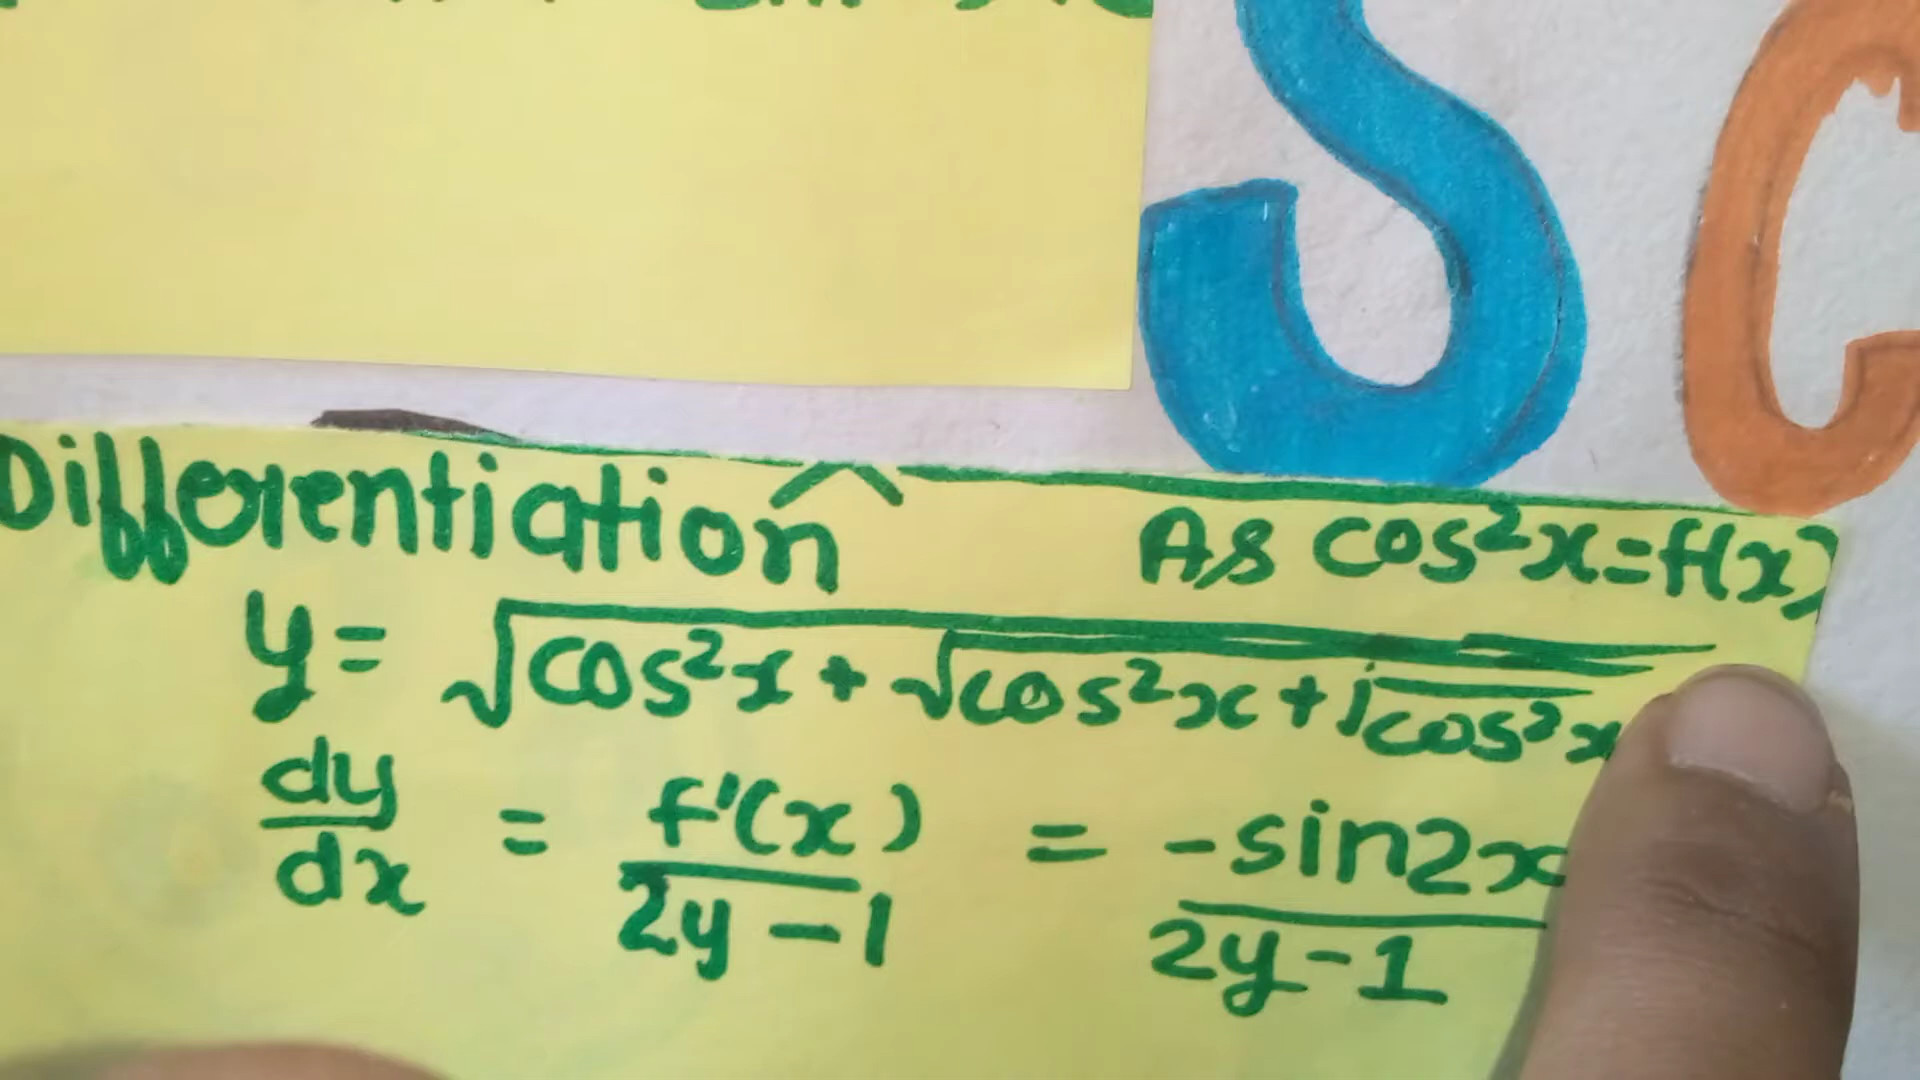 S C
Differentiation
As cos²x=f(x)
y = √cos²x + √cos²x + √cos²x
dy/dx = f'(x)/2y-1 = -sin2x/2y-1